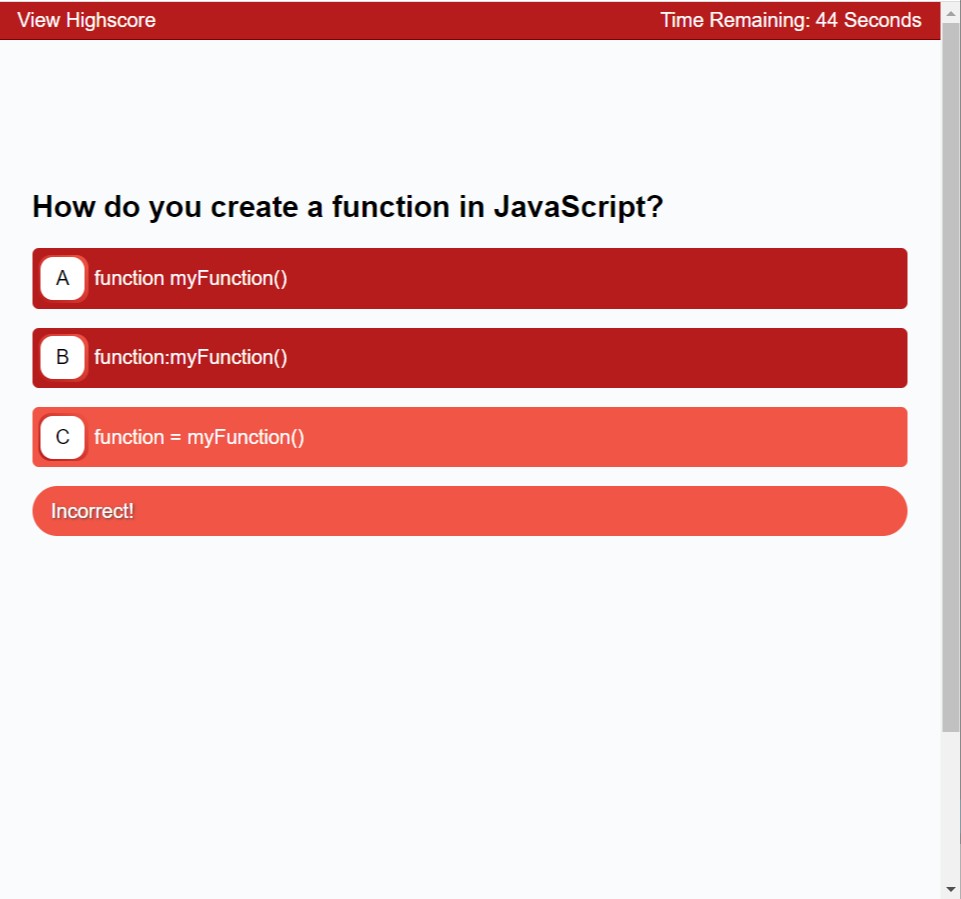 View Highscore
Time Remaining: 44 Seconds
How do you create a function in JavaScript?
A function myFunction()
B function:myFunction()
C function = myFunction()
Incorrect!